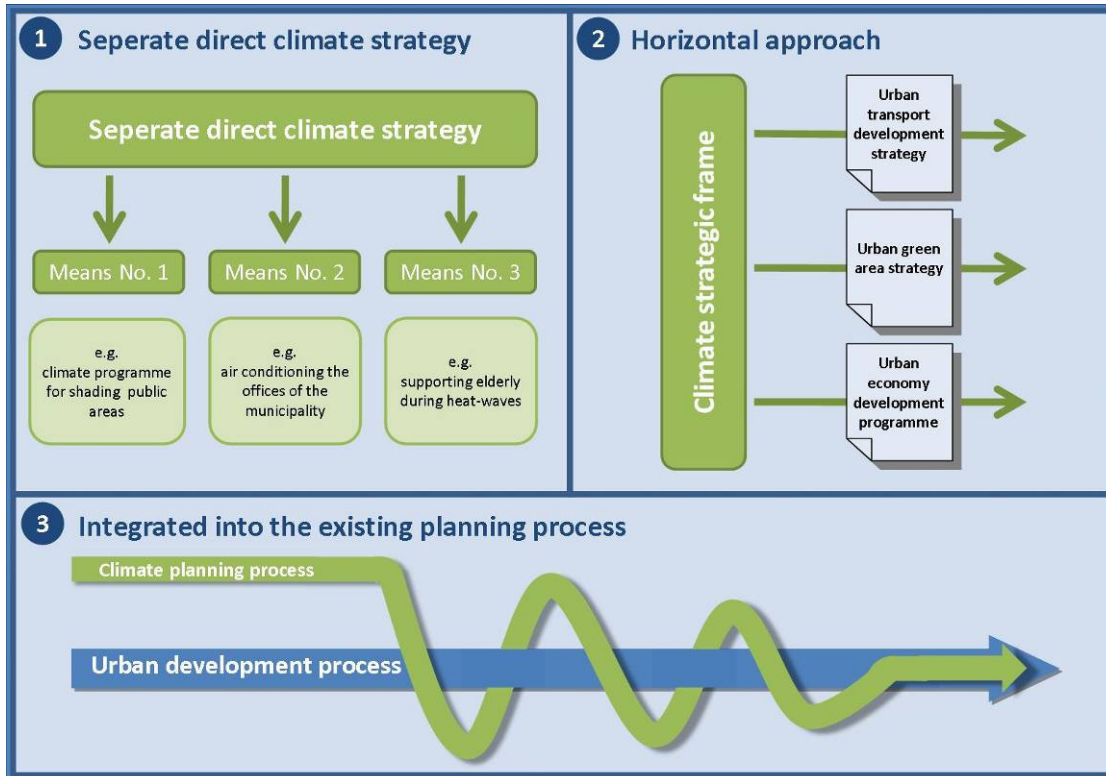 1 Seperate direct climate strategy
Seperate direct climate strategy
Means No. 1
Means No. 2
Means No. 3
e.g.
climate programme
for shading public
areas
e.g.
air conditioning the
offices of the
municipality
e.g.
supporting elderly
during heat-waves
2 Horizontal approach
Climate strategic frame
Urban
transport
development
strategy
Urban green
area strategy
Urban
economy
development
programme
3 Integrated into the existing planning process
Climate planning process
Urban development process